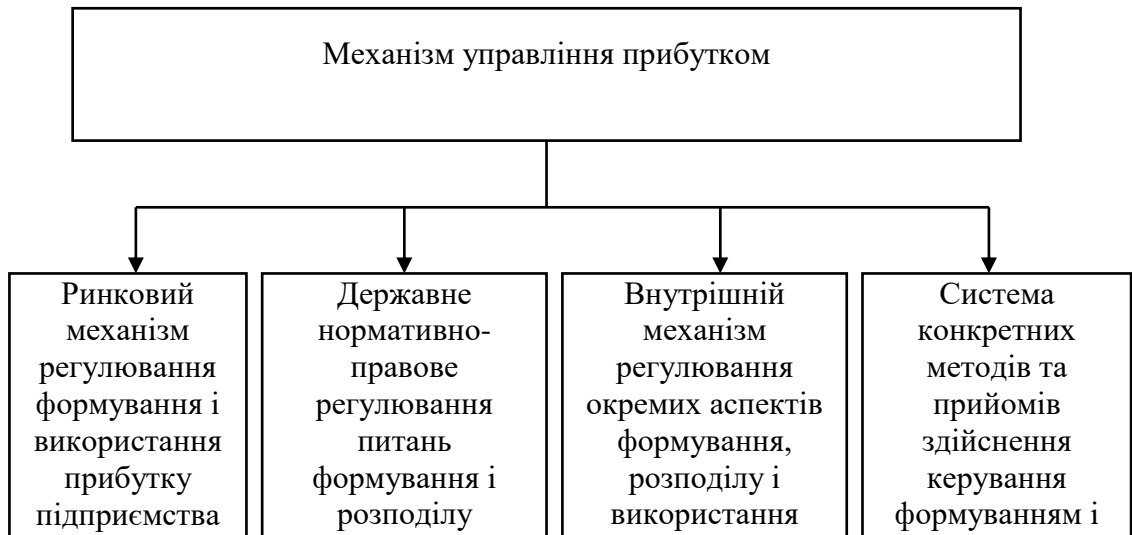 Механізм управління прибутком
Ринковий
механізм
регулювання
формування і
використання
прибутку
підприємства
Державне
нормативно-
правове
регулювання
питань
формування і
розподілу
Внутрішній
механізм
регулювання
окремих аспектів
формування,
розподілу і
використання
Система
конкретних
методів та
прийомів
здійснення
керування
формуванням і